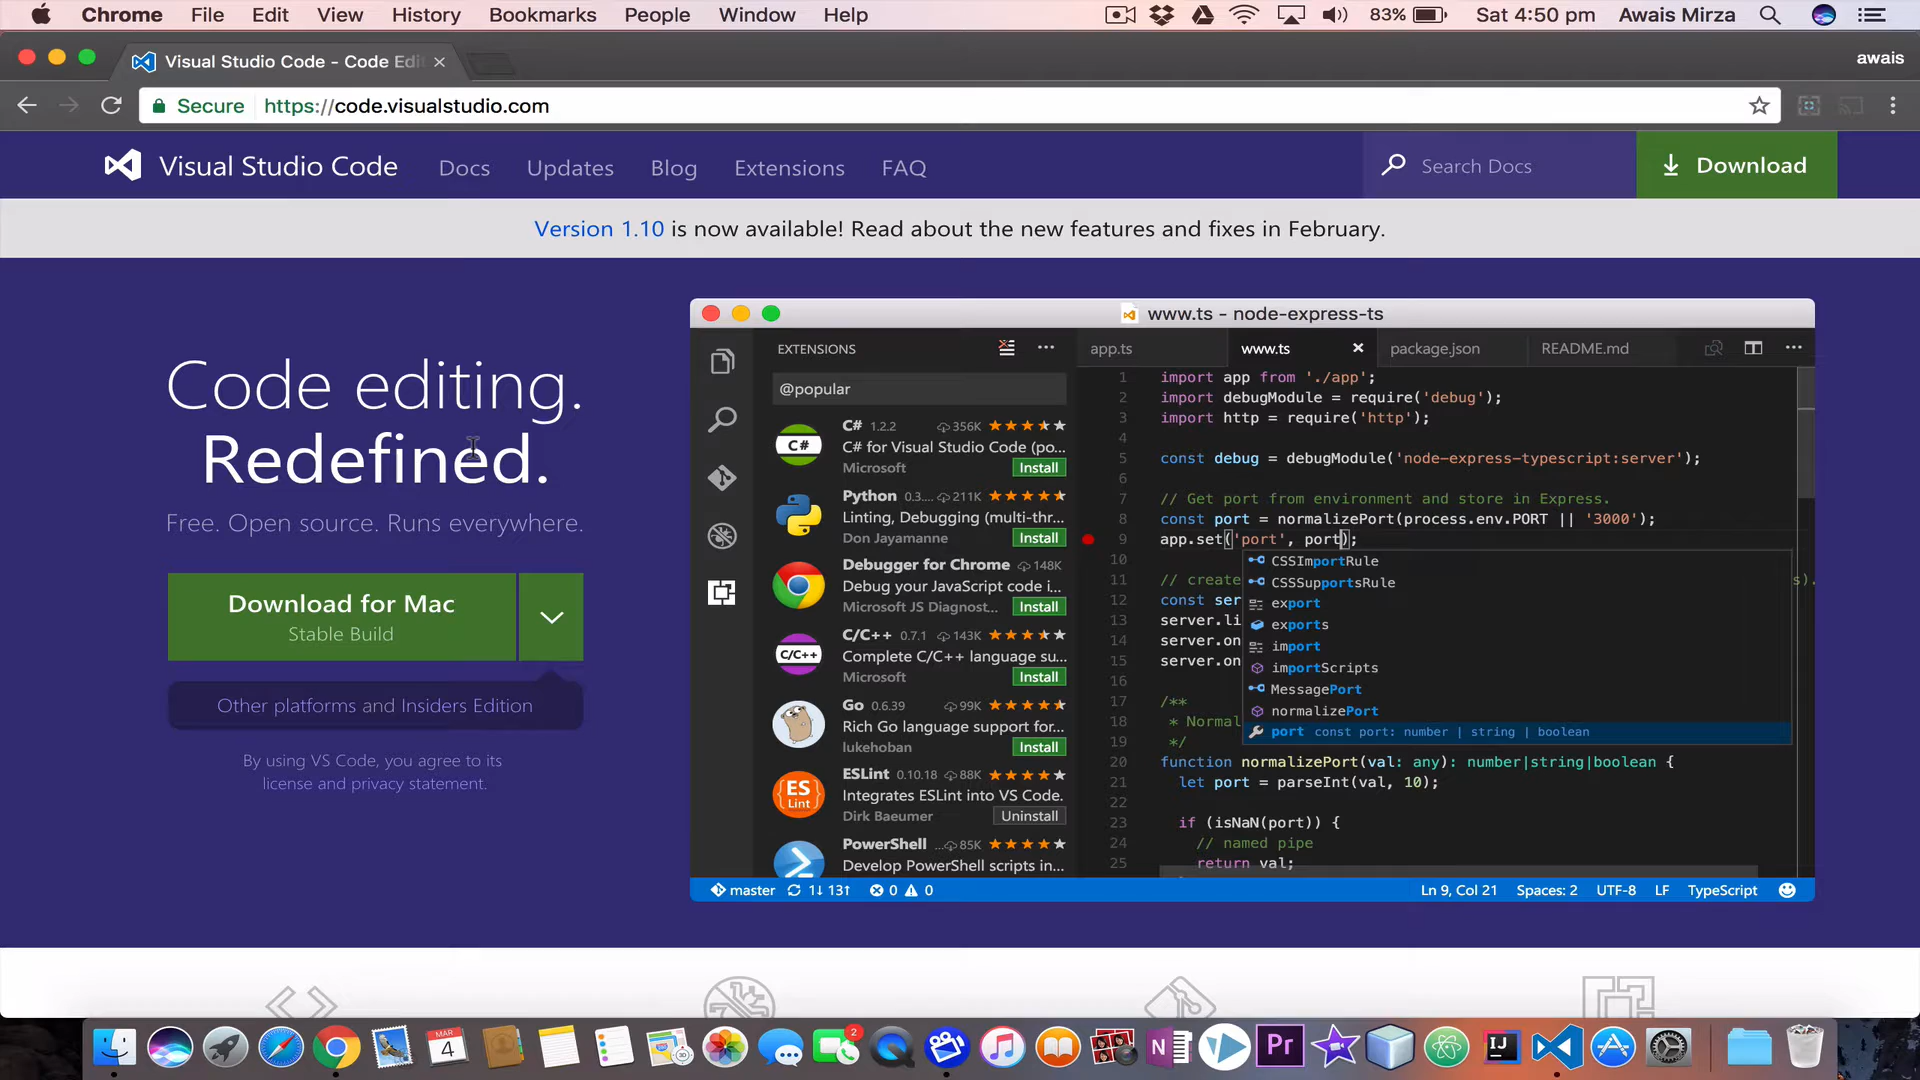 Chrome File Edit View History Bookmarks People Window Help 83% Sat 4:50 pm Awais Mirza
Visual Studio Code - Code Edi
awais
Secure https://code.visualstudio.com
Visual Studio Code Docs Updates Blog Extensions FAQ Search Docs Download
Version 1.10 is now available! Read about the new features and fixes in February.
Code editing.
Redefined.
Free. Open source. Runs everywhere.
Download for Mac
Stable Build
Other platforms and Insiders Edition
By using VS Code, you agree to its
license and privacy statement.
www.ts - node-express-ts
EXTENSIONS
@popular
C# 1.2.2 356K
C# for Visual Studio Code (po...
Microsoft Install
Python 0.3.... 211K
Linting, Debugging (multi-thr...
Don Jayamanne Install
Debugger for Chrome 148K
Debug your JavaScript code i...
Microsoft JS Diagnost... Install
C/C++ 0.7.1 143K
C/C++
Complete C/C++ language su...
Microsoft Install
Go 0.6.39 99K
Rich Go language support for...
lukehoban Install
ESLint 0.10.18 88K
ES
Lint
Integrates ESLint into VS Code.
Dirk Baeumer Uninstall
PowerShell ... 85K
Develop PowerShell scripts in...
app.ts www.ts package.json README.md
1 import app from './app';
2 import debugModule = require('debug');
3 import http = require('http');
4
5 const debug = debugModule('node-express-typescript:server');
6
7 // Get port from environment and store in Express.
8 const port = normalizePort(process.env.PORT || '3000');
9 app.set('port', port);
10
11 // create s).
12 const ser
13 server.li
14 server.on
15 server.on
16
17 /**
18 * Normal
19 */
20 function normalizePort(val: any): number|string|boolean {
21 let port = parseInt(val, 10);
22
23 if (isNaN(port)) {
24 // named pipe
25 return val;
CSSImportRule
CSSSupportsRule
export
exports
import
importScripts
MessagePort
normalizePort
port const port: number | string | boolean
master 1↓ 13↑ 0 0 Ln 9, Col 21 Spaces: 2 UTF-8 LF TypeScript
MAR
4
2
N
Pr
IJ